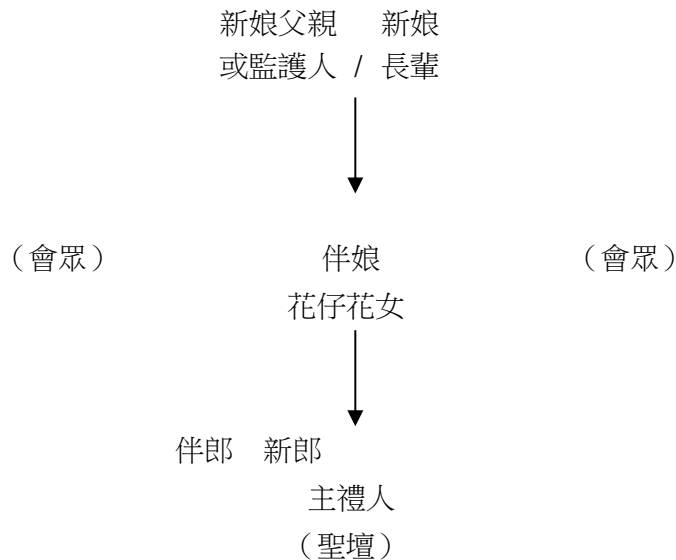 新娘父親 新娘
或監護人 / 長輩
（會眾） 伴娘 （會眾）
花仔花女
伴郎 新郎
主禮人
（聖壇）